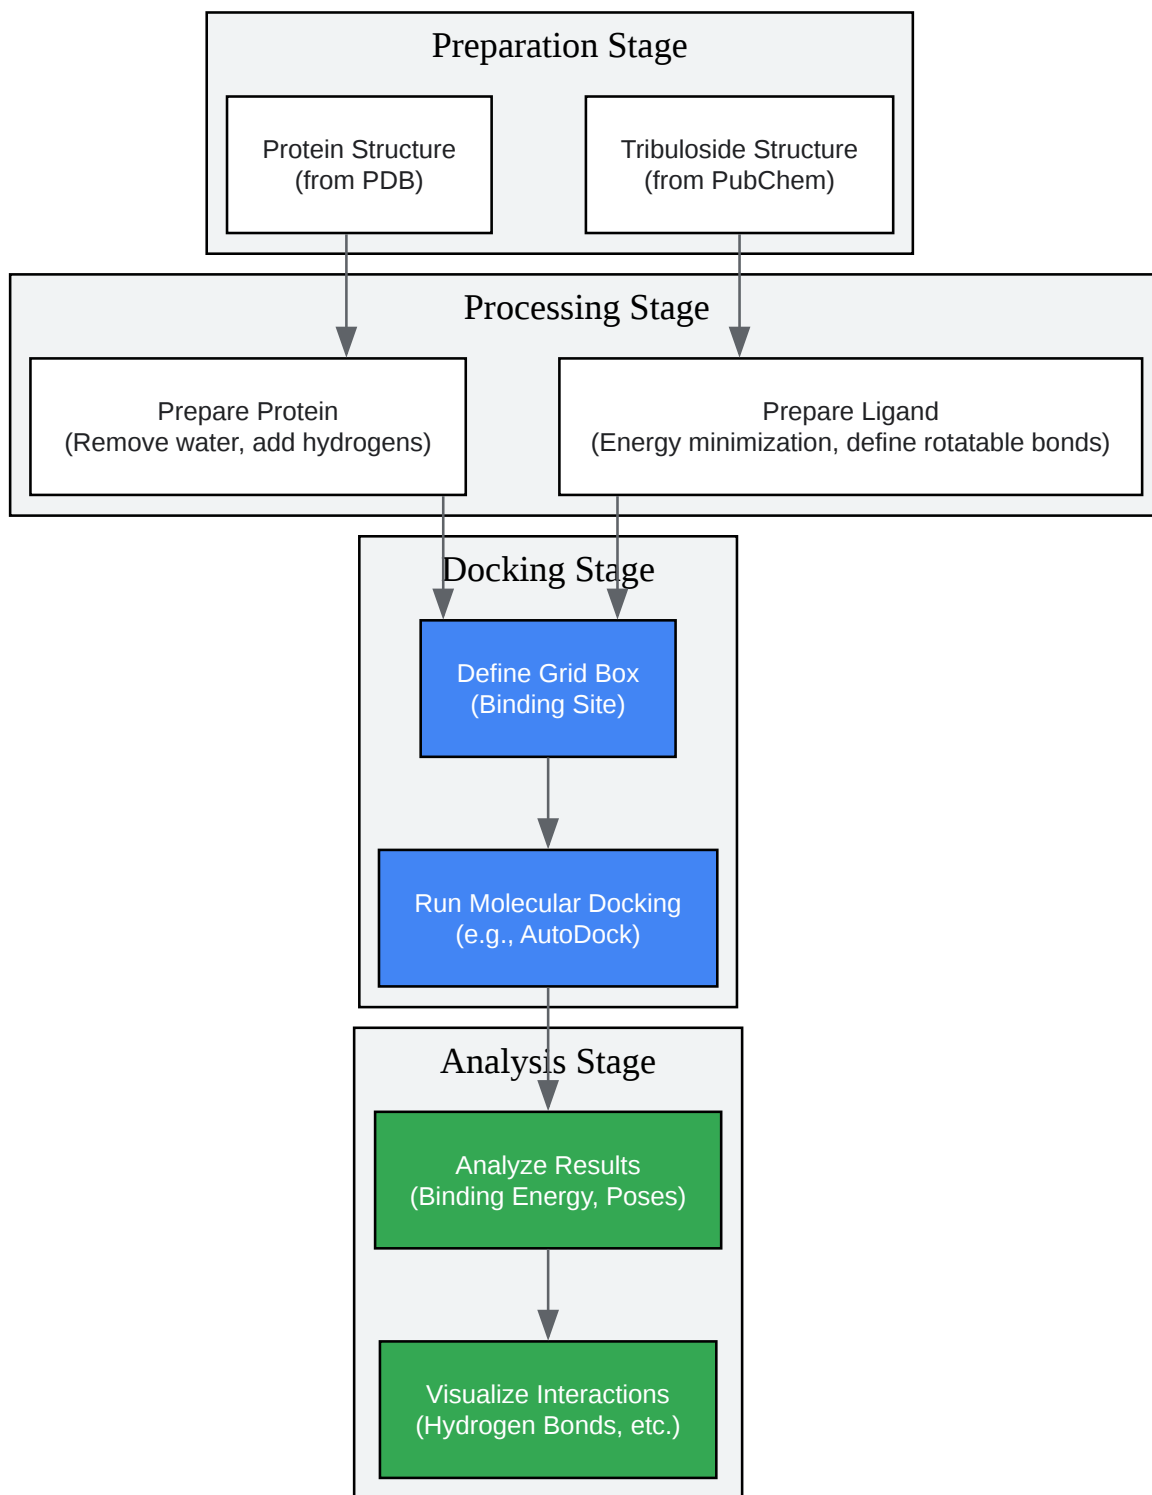 Preparation Stage
Protein Structure
(from PDB)
Tribuloside Structure
(from PubChem)
Processing Stage
Prepare Protein
(Remove water, add hydrogens)
Prepare Ligand
(Energy minimization, define rotatable bonds)
Docking Stage
Define Grid Box
(Binding Site)
Run Molecular Docking
(e.g., AutoDock)
Analysis Stage
Analyze Results
(Binding Energy, Poses)
Visualize Interactions
(Hydrogen Bonds, etc.)